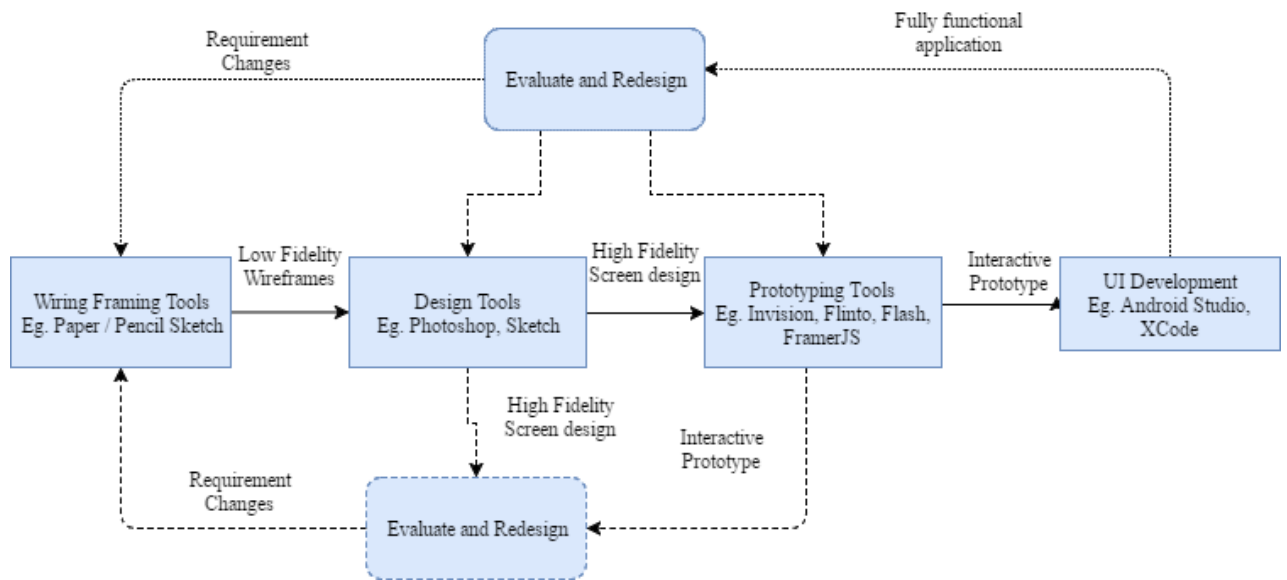 Requirement
Changes
Evaluate and Redesign
Fully functional
application
Low Fidelity
Wireframes
High Fidelity
Screen design
Interactive
Prototype
Wiring Framing Tools
Eg. Paper / Pencil Sketch
Design Tools
Eg. Photoshop, Sketch
Prototyping Tools
Eg. Invision, Flinto, Flash,
FramerJS
UI Development
Eg. Android Studio,
XCode
High Fidelity
Screen design
Interactive
Prototype
Requirement
Changes
Evaluate and Redesign